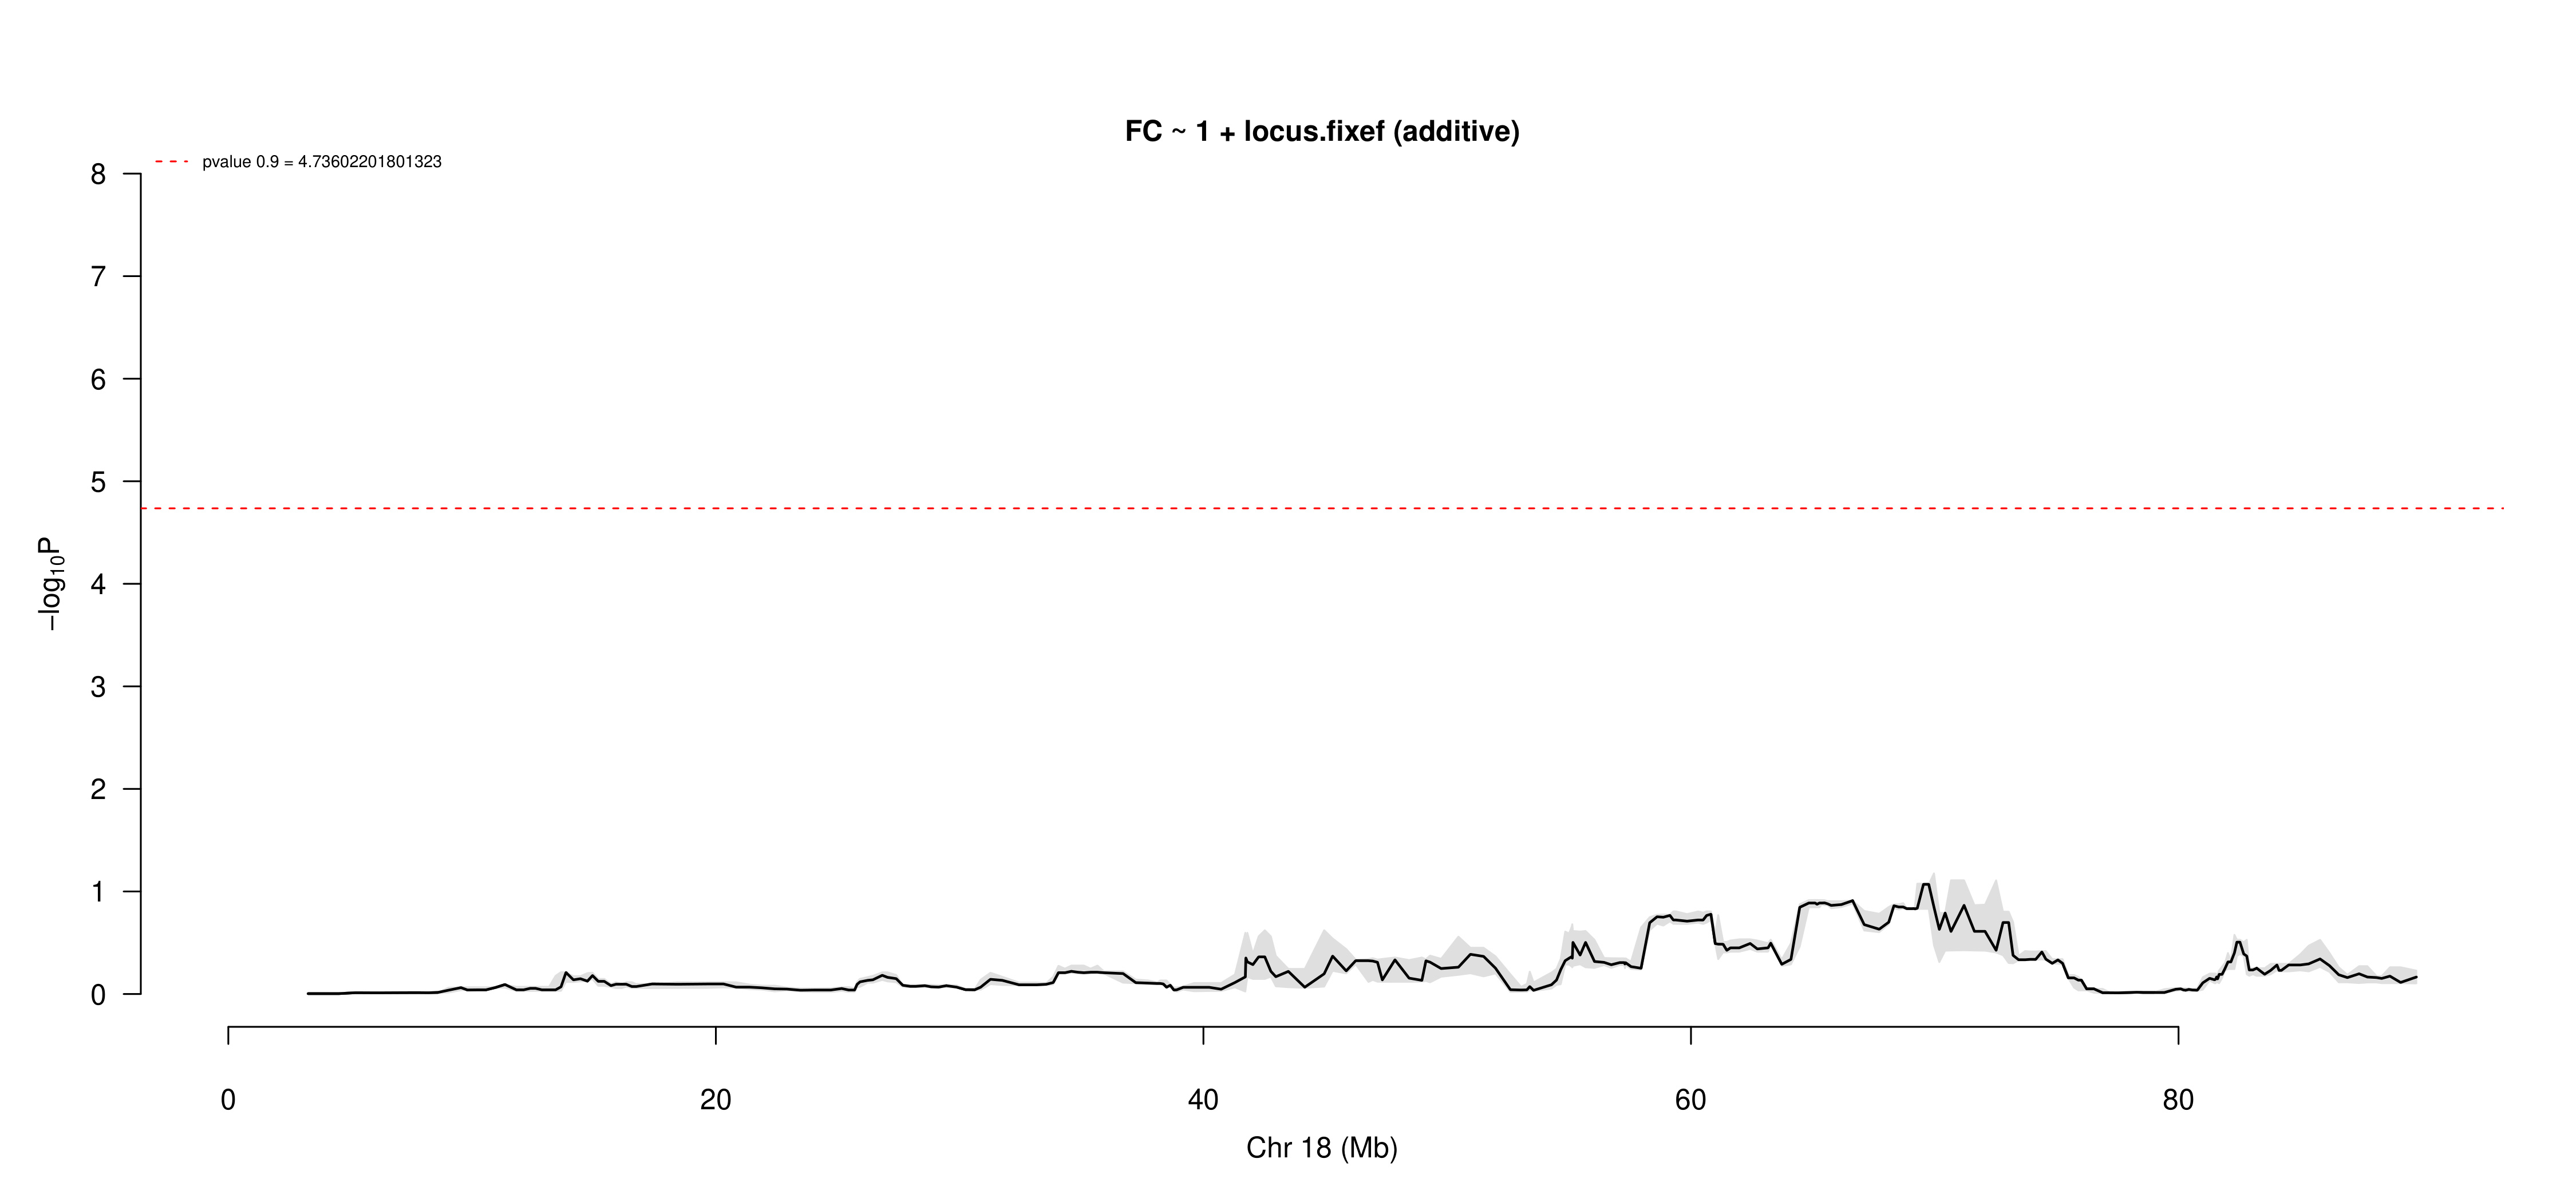 FC ~ 1 + locus.fixef (additive)
pvalue 0.9 = 4.73602201801323
8
7
6
5
4
3
2
1
0
−log10P
0 20 40 60 80
Chr 18 (Mb)